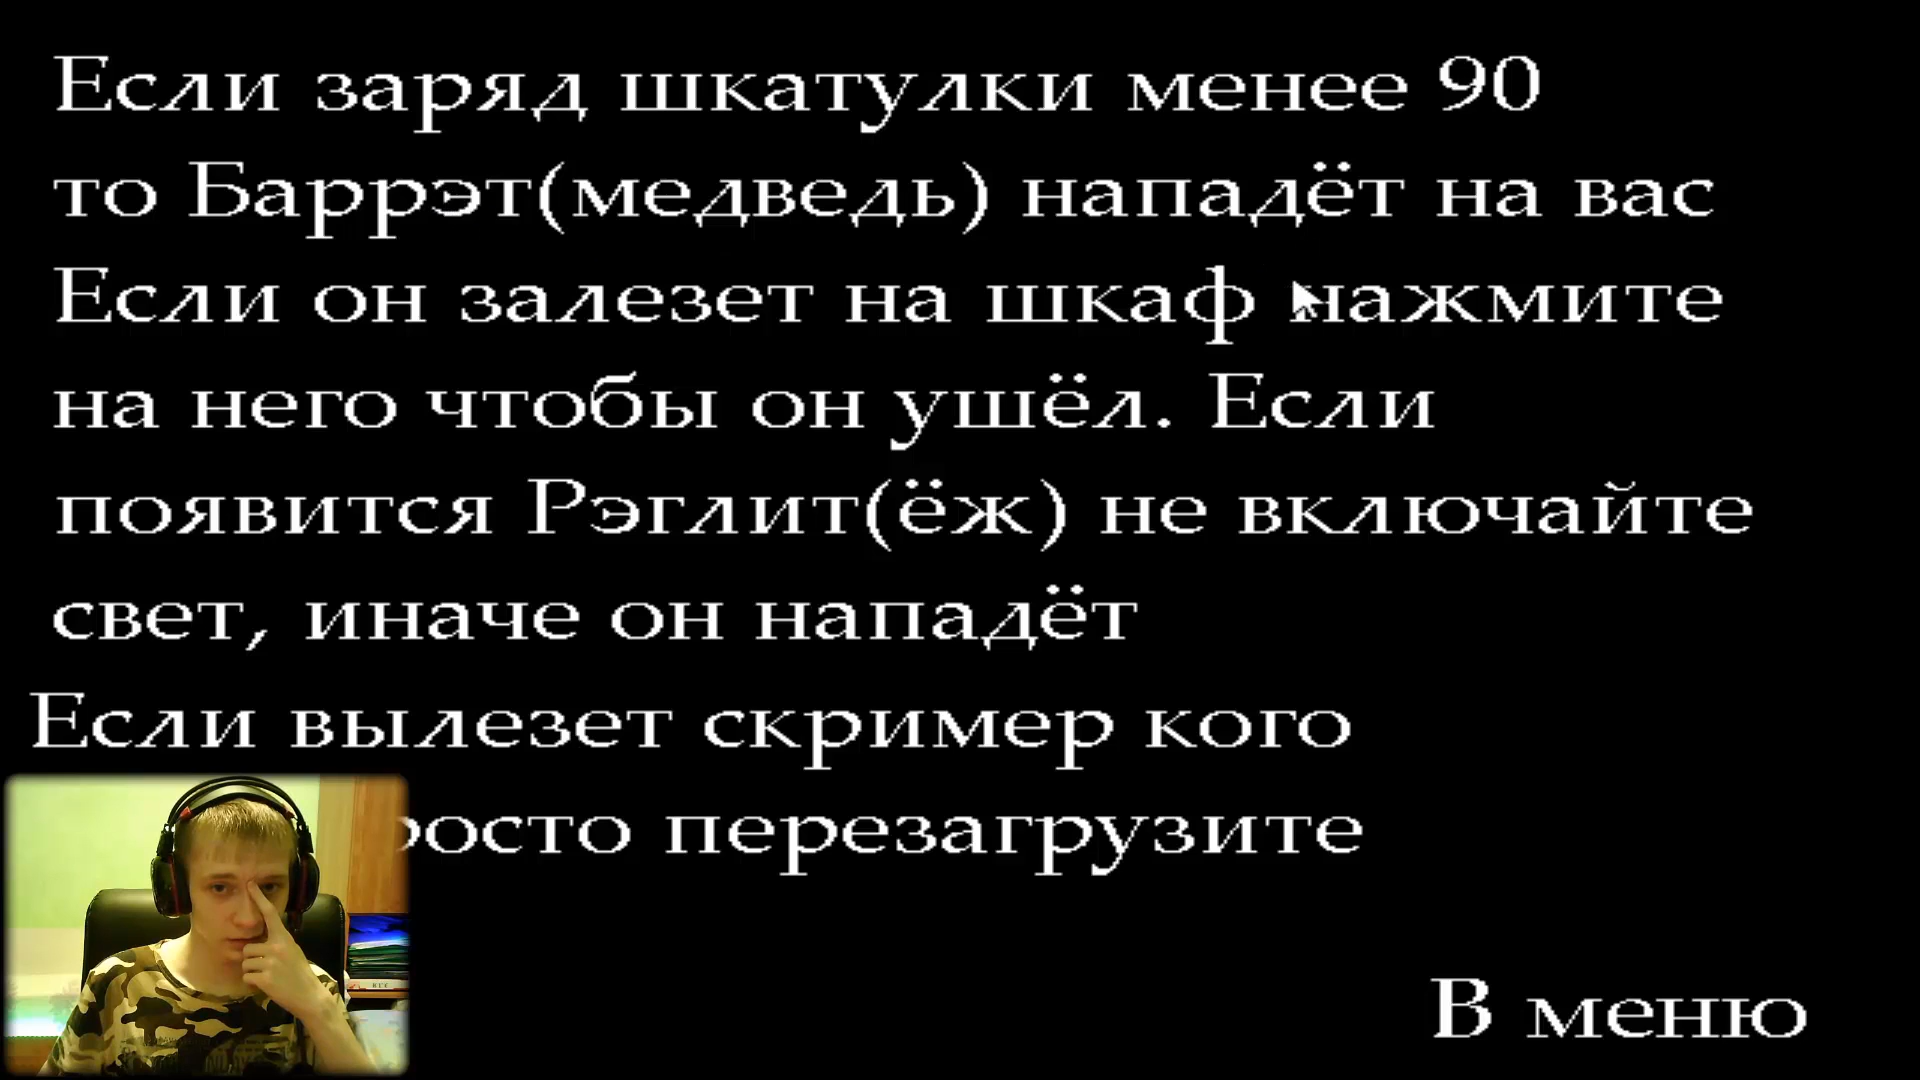 Если заряд шкатулки менее 90
то Баррэт(медведь) нападёт на вас
Если он залезет на шкаф нажмите
на него чтобы он ушёл. Если
появится Рэглит(ёж) не включайте
свет, иначе он нападёт
Если вылезет скример кого
перезагрузите
В меню